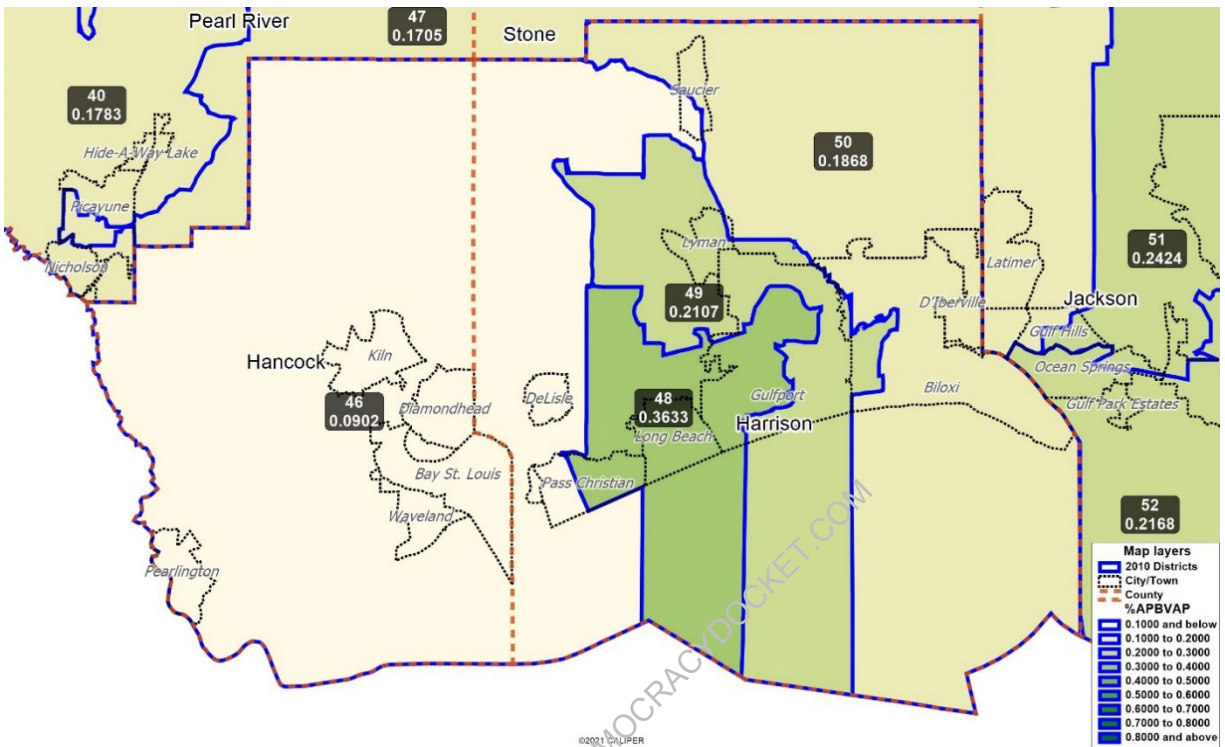 Pearl River
47
0.1705
Stone
40
0.1783
Saucier
Hide-A-Way Lake
50
0.1868
Picayune
Nicholson
Lyman
Latimer
51
0.2424
49
0.2107
D'Iberville
Jackson
Gulf Hills
Hancock
Kiln
Ocean Springs
46
0.0902
Diamondhead
DeLisle
48
0.3633
Gulfport
Biloxi
Gulf Park Estates
Long Beach
Harrison
Bay St. Louis
Pass Christian
Waveland
52
0.2168
Pearlington
MOCRACYDOCKET.COM
Map layers
2010 Districts
City/Town
County
%APBVAP
0.1000 and below
0.1000 to 0.2000
0.2000 to 0.3000
0.3000 to 0.4000
0.4000 to 0.5000
0.5000 to 0.6000
0.6000 to 0.7000
0.7000 to 0.8000
0.8000 and above
©2021 CALIPER